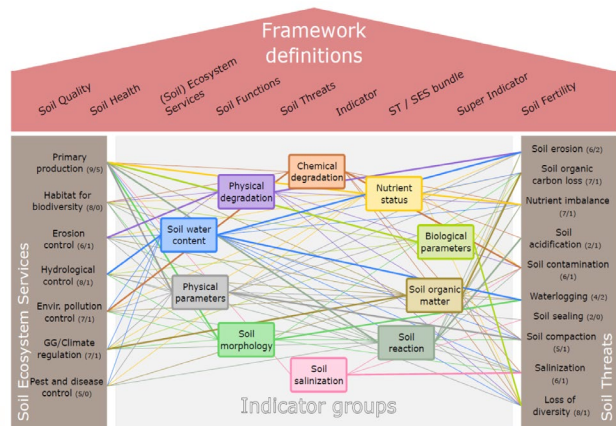 Framework
definitions
Soil Quality
Soil Health
(Soil) Ecosystem
Services
Soil Functions
Soil Threats
Indicator
ST / SES bundle
Super Indicator
Soil Fertility
Soil Ecosystem Services
Primary
production (9/5)
Habitat for
biodiversity (8/0)
Erosion
control (6/1)
Hydrological
control (8/1)
Envir. pollution
control (7/1)
GG/Climate
regulation (7/1)
Pest and disease
control (5/0)
Chemical
degradation
Physical
degradation
Nutrient
status
Soil water
content
Biological
parameters
Physical
parameters
Soil organic
matter
Soil
morphology
Soil
reaction
Soil
salinization
Indicator groups
Soil erosion (6/2)
Soil organic
carbon loss (7/1)
Nutrient imbalance
(7/1)
Soil
acidification (2/1)
Soil contamination
(6/1)
Waterlogging (4/2)
Soil sealing (2/0)
Soil compaction
(5/1)
Salinization
(6/1)
Loss of
diversity (8/1)
Soil Threats